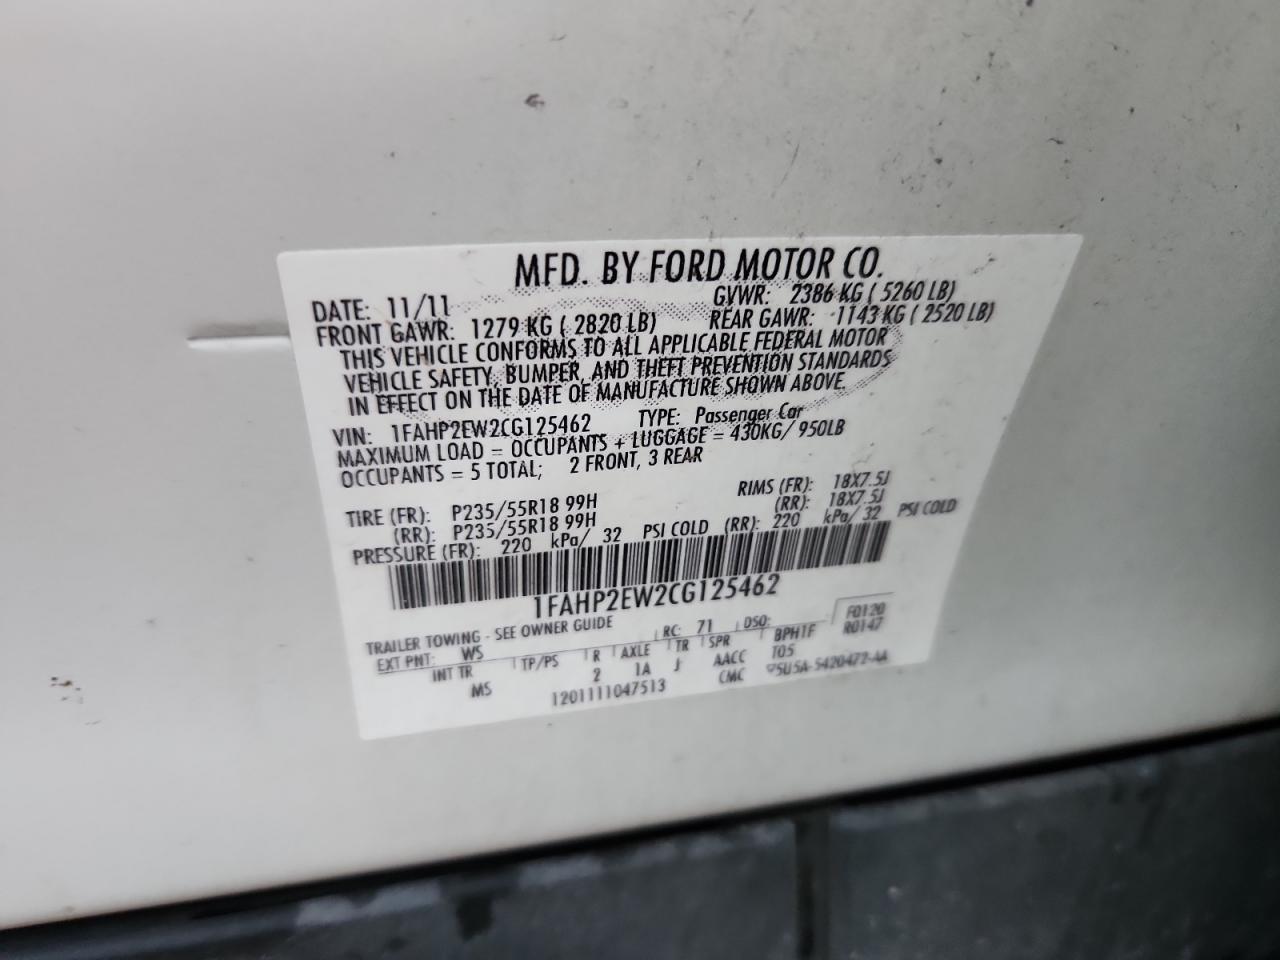 MFD. BY FORD MOTOR CO.
DATE: 11/11 GVWR: 2386 KG ( 5260 LB)
FRONT GAWR: 1279 KG ( 2820 LB) REAR GAWR: 1143 KG ( 2520 LB)
THIS VEHICLE CONFORMS TO ALL APPLICABLE FEDERAL MOTOR
VEHICLE SAFETY, BUMPER, AND THEFT PREVENTION STANDARDS
IN EFFECT ON THE DATE OF MANUFACTURE SHOWN ABOVE.
VIN: 1FAHP2EW2CG125462 TYPE: Passenger Car
MAXIMUM LOAD = OCCUPANTS + LUGGAGE = 430KG/ 950LB
OCCUPANTS = 5 TOTAL; 2 FRONT, 3 REAR
TIRE (FR): P235/55R18 99H RIMS (FR): 18X7.5J
(RR): P235/55R18 99H (RR): 18X7.5J
PRESSURE (FR): 220 kPa/ 32 PSI COLD (RR): 220 kPa/ 32 PSI COLD
1FAHP2EW2CG125462
TRAILER TOWING - SEE OWNER GUIDE F0120
EXT PNT: WS RC: 71 DSO: BPH1F R0147
INT TR TP/PS R AXLE TR SPR T05
MS 2 1A J AACC
1201111047513 CMC 5U5A-5420472-AA